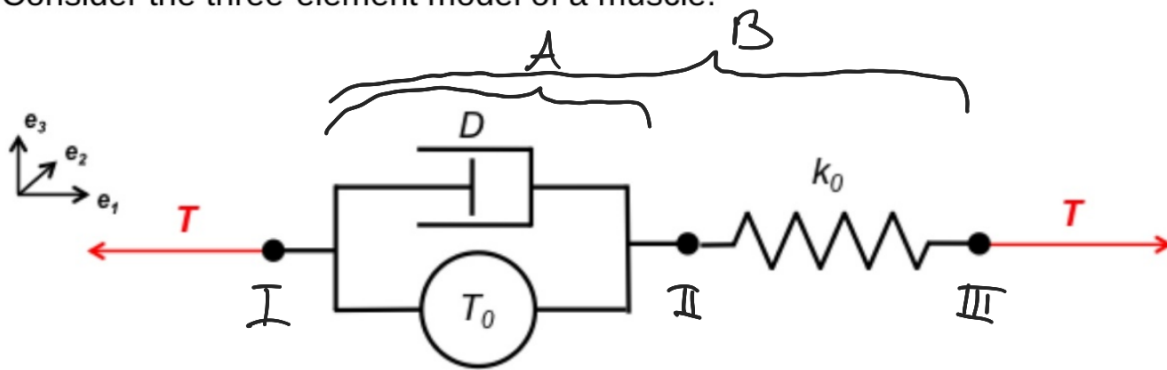 Consider the three-element model of a muscle.
A
B
D
e3
e2
e1
T
k0
T
T0
I
II
III